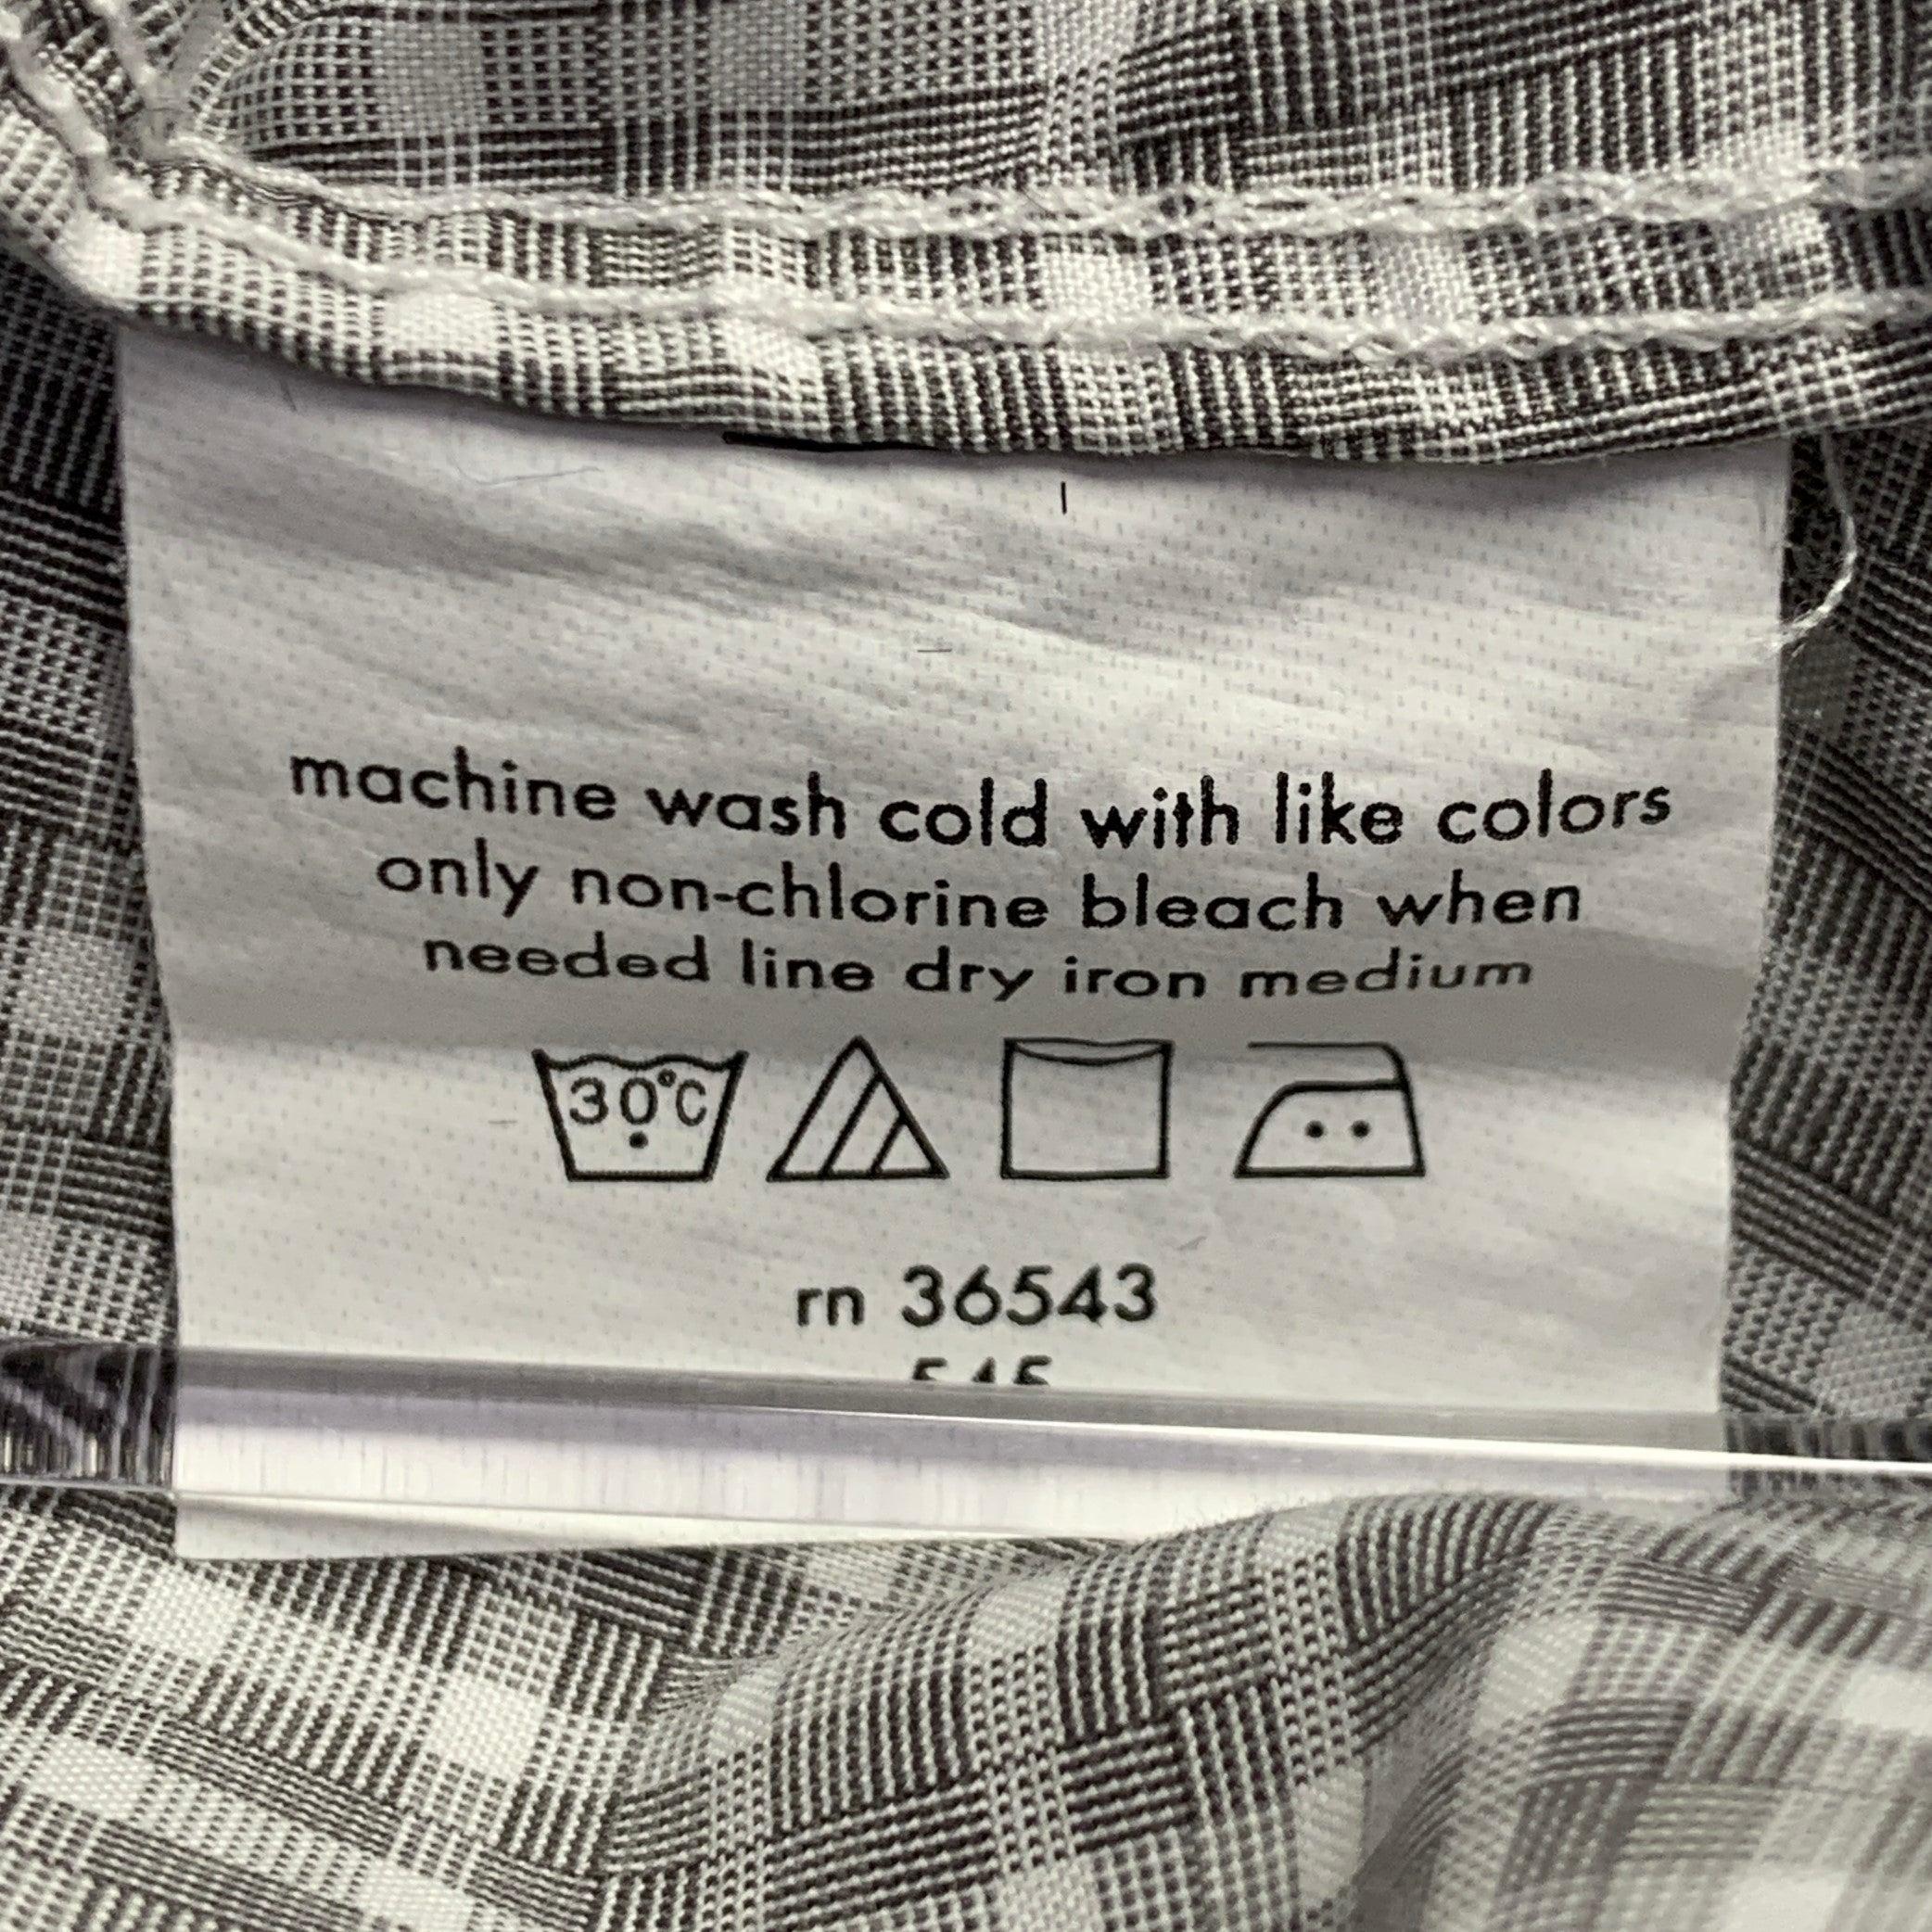 machine wash cold with like colors
only non-chlorine bleach when
needed line dry iron medium
30°C
rn 36543